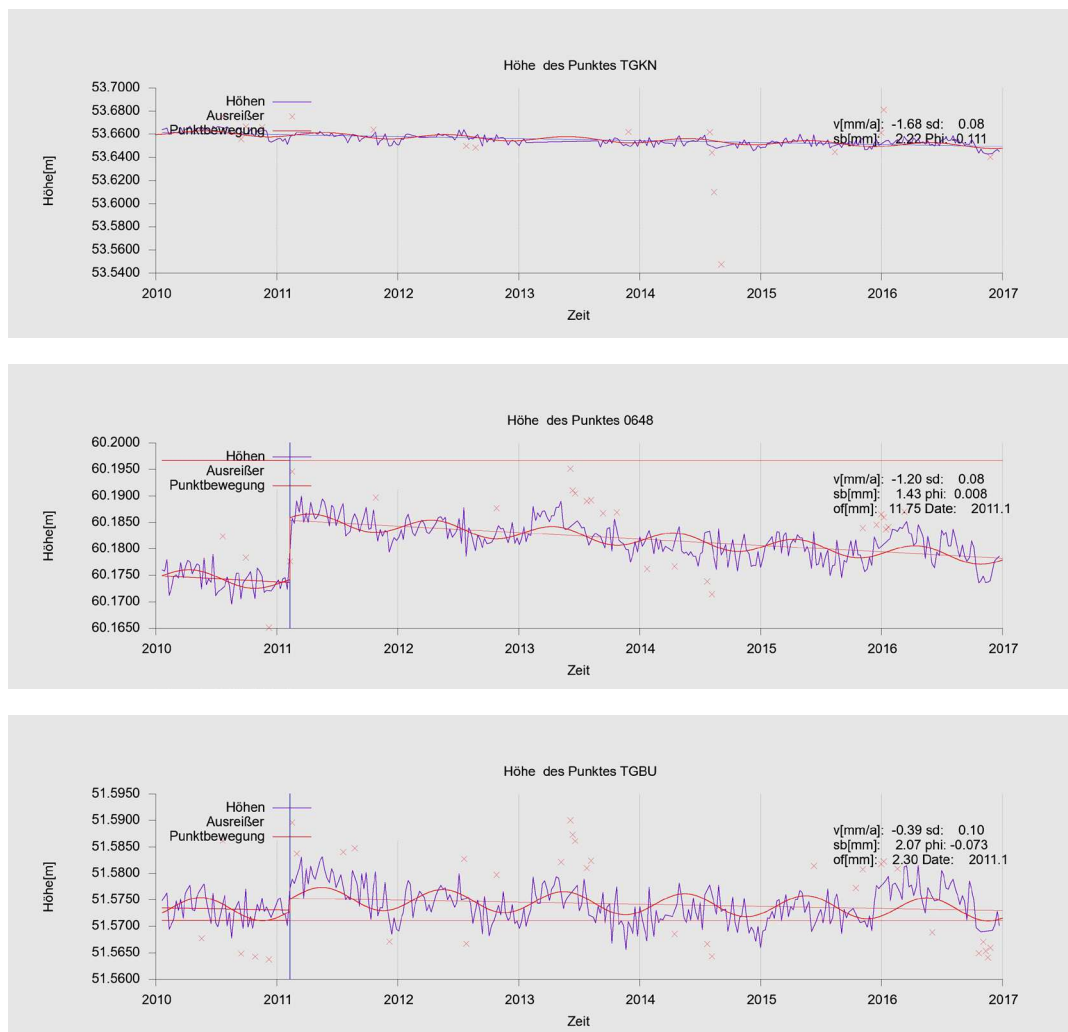 Höhe des Punktes TGKN
53.7000
53.6800
53.6600
53.6400
53.6200
53.6000
53.5800
53.5600
53.5400
Höhe[m]
Höhen
Ausreißer
Punktbewegung
v[mm/a]: -1.68 sd: 0.08
sb[mm]: 2.22 Phi: -0.111
2010 2011 2012 2013 2014 2015 2016 2017
Zeit
Höhe des Punktes 0648
60.2000
60.1950
60.1900
60.1850
60.1800
60.1750
60.1700
60.1650
Höhe[m]
Höhen
Ausreißer
Punktbewegung
v[mm/a]: -1.20 sd: 0.08
sb[mm]: 1.43 phi: 0.008
of[mm]: 11.75 Date: 2011.1
2010 2011 2012 2013 2014 2015 2016 2017
Zeit
Höhe des Punktes TGBU
51.5950
51.5900
51.5850
51.5800
51.5750
51.5700
51.5650
51.5600
Höhe[m]
Höhen
Ausreißer
Punktbewegung
v[mm/a]: -0.39 sd: 0.10
sb[mm]: 2.07 phi: -0.073
of[mm]: 2.30 Date: 2011.1
2010 2011 2012 2013 2014 2015 2016 2017
Zeit